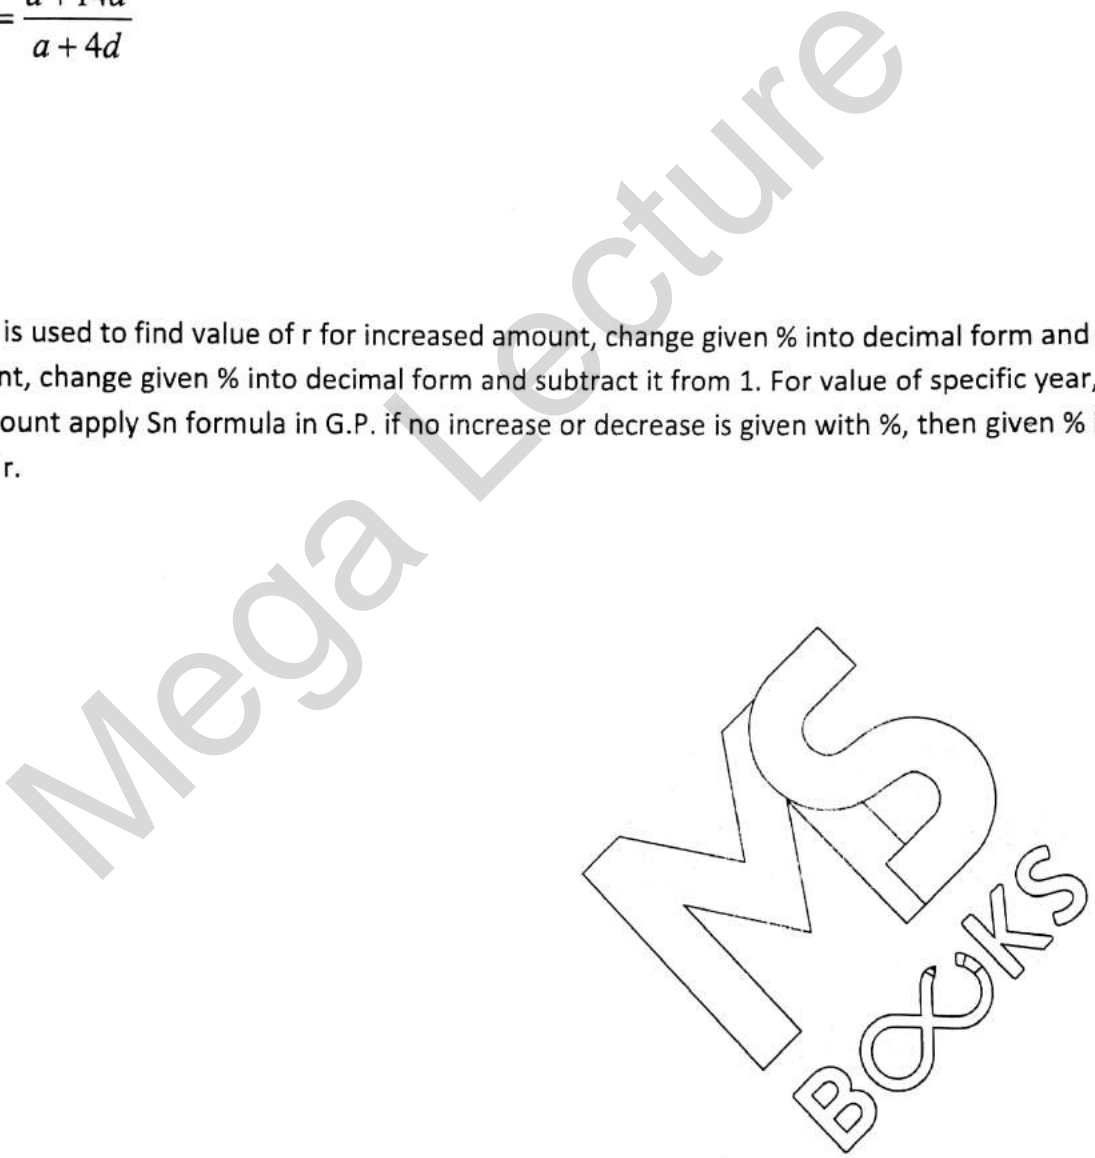 =
a + 4d
is used to find value of r for increased amount, change given % into decimal form and
nt, change given % into decimal form and subtract it from 1. For value of specific year,
ount apply Sn formula in G.P. if no increase or decrease is given with %, then given %
r.
Mega Lecture
MS
BOOKS